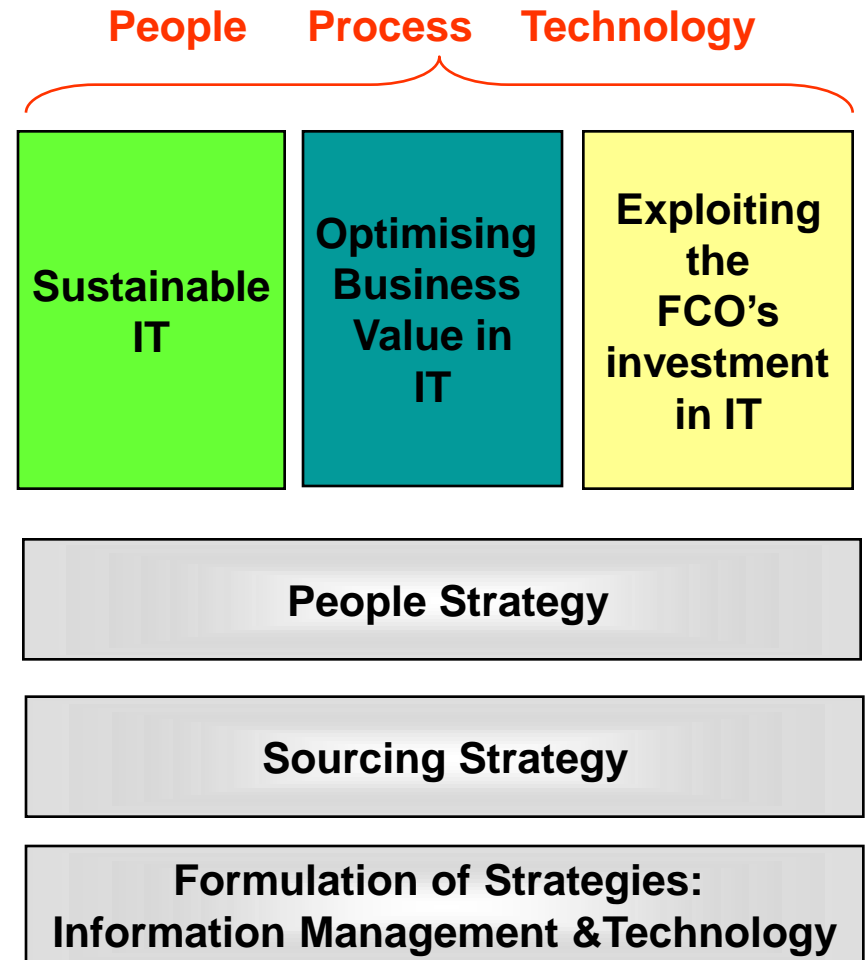 People Process Technology
Sustainable
IT
Optimising
Business
Value in
IT
Exploiting
the
FCO's
investment
in IT
People Strategy
Sourcing Strategy
Formulation of Strategies:
Information Management &Technology